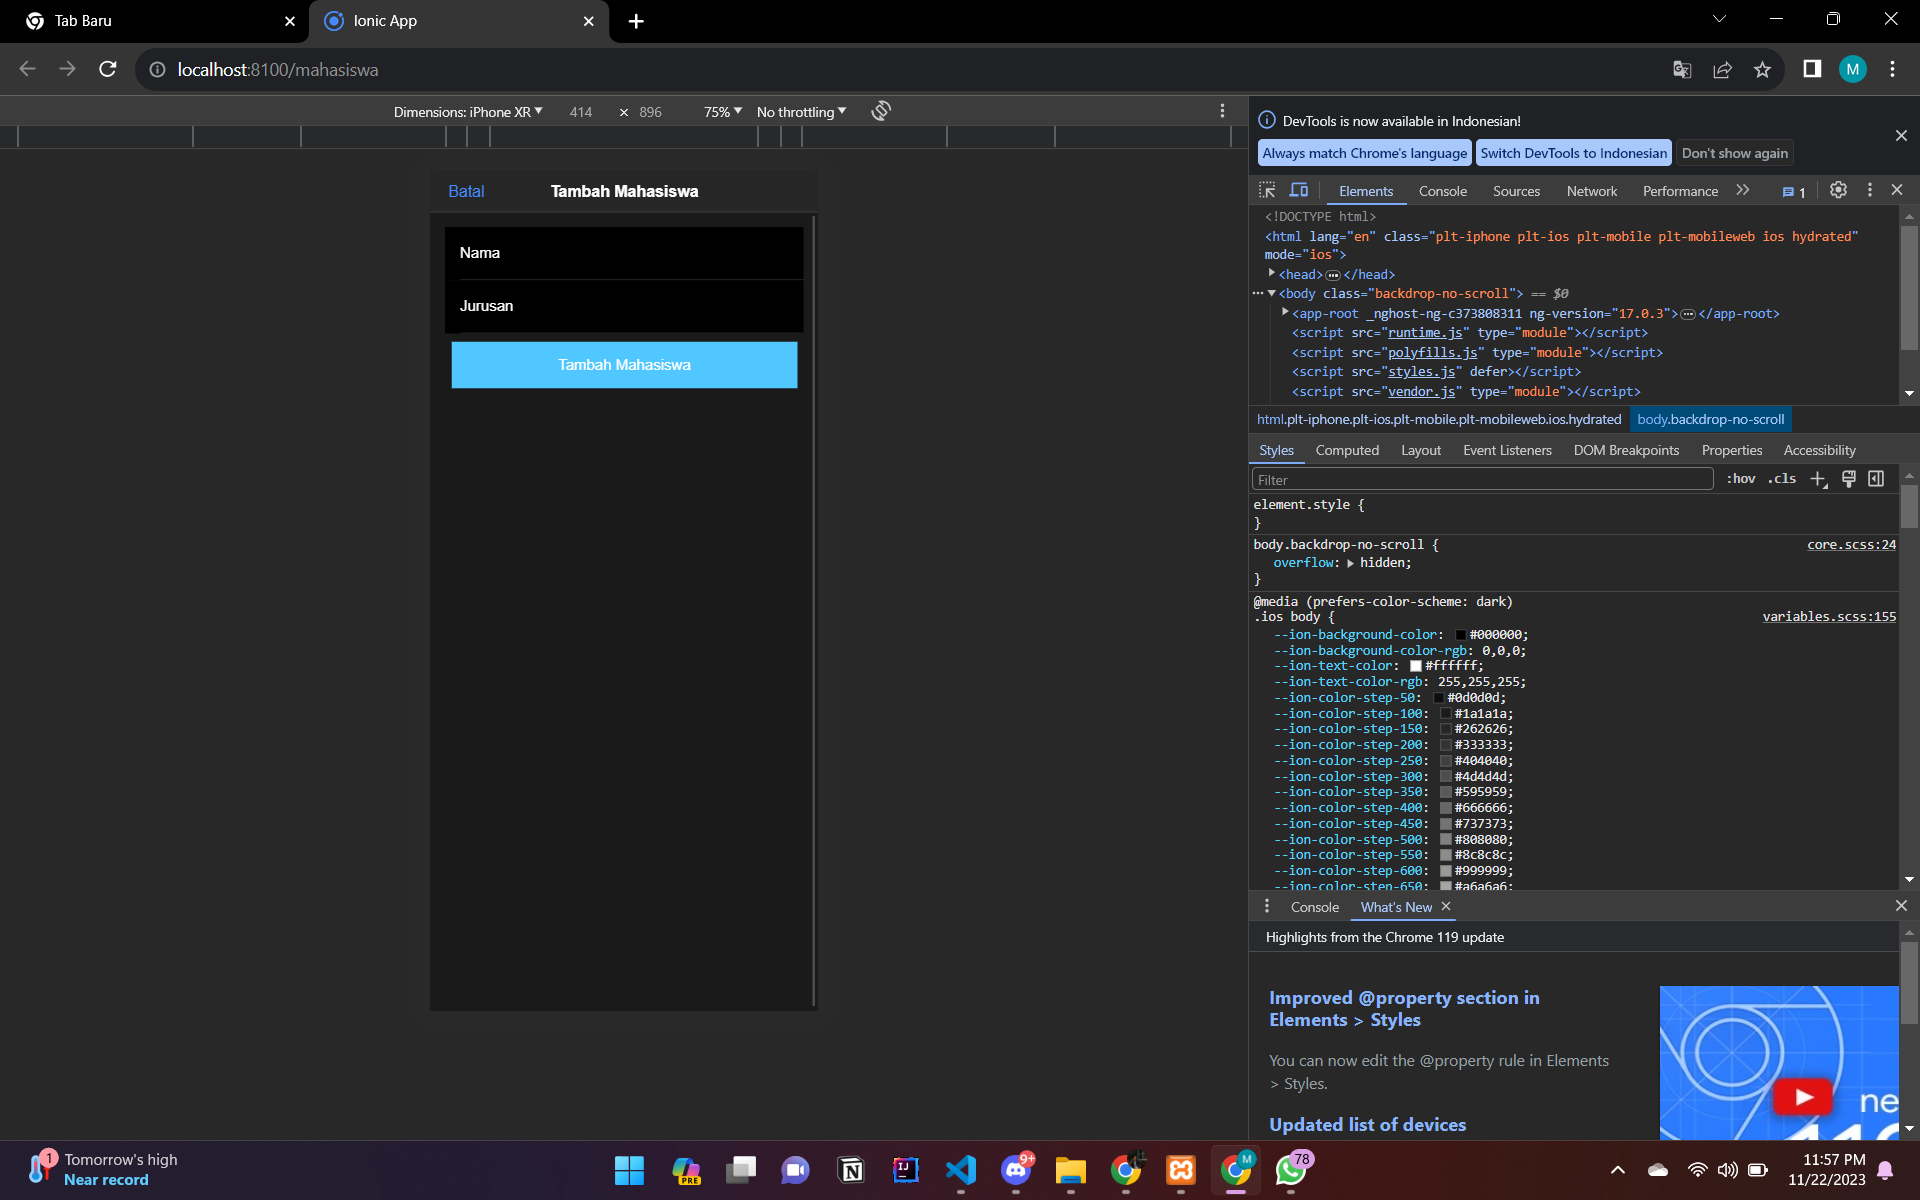 Tab Baru
Ionic App
localhost:8100/mahasiswa
M
Dimensions: iPhone XR 414 × 896 75% No throttling
Batal Tambah Mahasiswa
Nama
Jurusan
Tambah Mahasiswa
DevTools is now available in Indonesian!
Always match Chrome's language Switch DevTools to Indonesian Don't show again
Elements Console Sources Network Performance 1
<!DOCTYPE html>
<html lang="en" class="plt-iphone plt-ios plt-mobile plt-mobileweb ios hydrated"
mode="ios">
<head>…</head>
<body class="backdrop-no-scroll"> == $0
<app-root _nghost-ng-c373808311 ng-version="17.0.3">…</app-root>
<script src="runtime.js" type="module"></script>
<script src="polyfills.js" type="module"></script>
<script src="styles.js" defer></script>
<script src="vendor.js" type="module"></script>
html.plt-iphone.plt-ios.plt-mobile.plt-mobileweb.ios.hydrated body.backdrop-no-scroll
Styles Computed Layout Event Listeners DOM Breakpoints Properties Accessibility
Filter :hov .cls
element.style {
}
body.backdrop-no-scroll { core.scss:24
overflow: hidden;
}
@media (prefers-color-scheme: dark)
.ios body { variables.scss:155
--ion-background-color: #000000;
--ion-background-color-rgb: 0,0,0;
--ion-text-color: #ffffff;
--ion-text-color-rgb: 255,255,255;
--ion-color-step-50: #0d0d0d;
--ion-color-step-100: #1a1a1a;
--ion-color-step-150: #262626;
--ion-color-step-200: #333333;
--ion-color-step-250: #404040;
--ion-color-step-300: #4d4d4d;
--ion-color-step-350: #595959;
--ion-color-step-400: #666666;
--ion-color-step-450: #737373;
--ion-color-step-500: #808080;
--ion-color-step-550: #8c8c8c;
--ion-color-step-600: #999999;
--ion-color-step-650: #a6a6a6;
Console What's New
Highlights from the Chrome 119 update
Improved @property section in
Elements > Styles
You can now edit the @property rule in Elements
> Styles.
Updated list of devices
ne
1
Tomorrow's high
Near record
PRE
IJ
9+
M
78
11:57 PM
11/22/2023